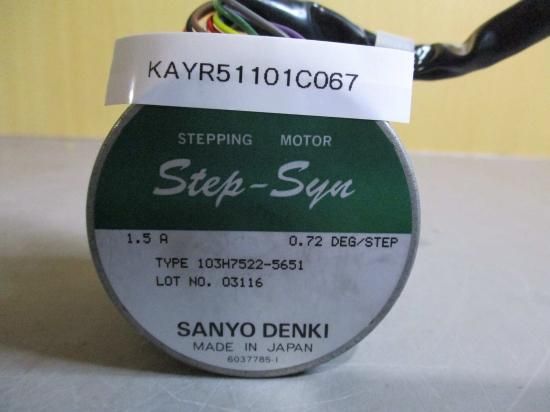 KAYR51101C067
STEPPING MOTOR
Step-Syn
1.5 A 0.72 DEG/STEP
TYPE 103H7522-5651
LOT NO. 03116
SANYO DENKI
MADE IN JAPAN
6037785-1